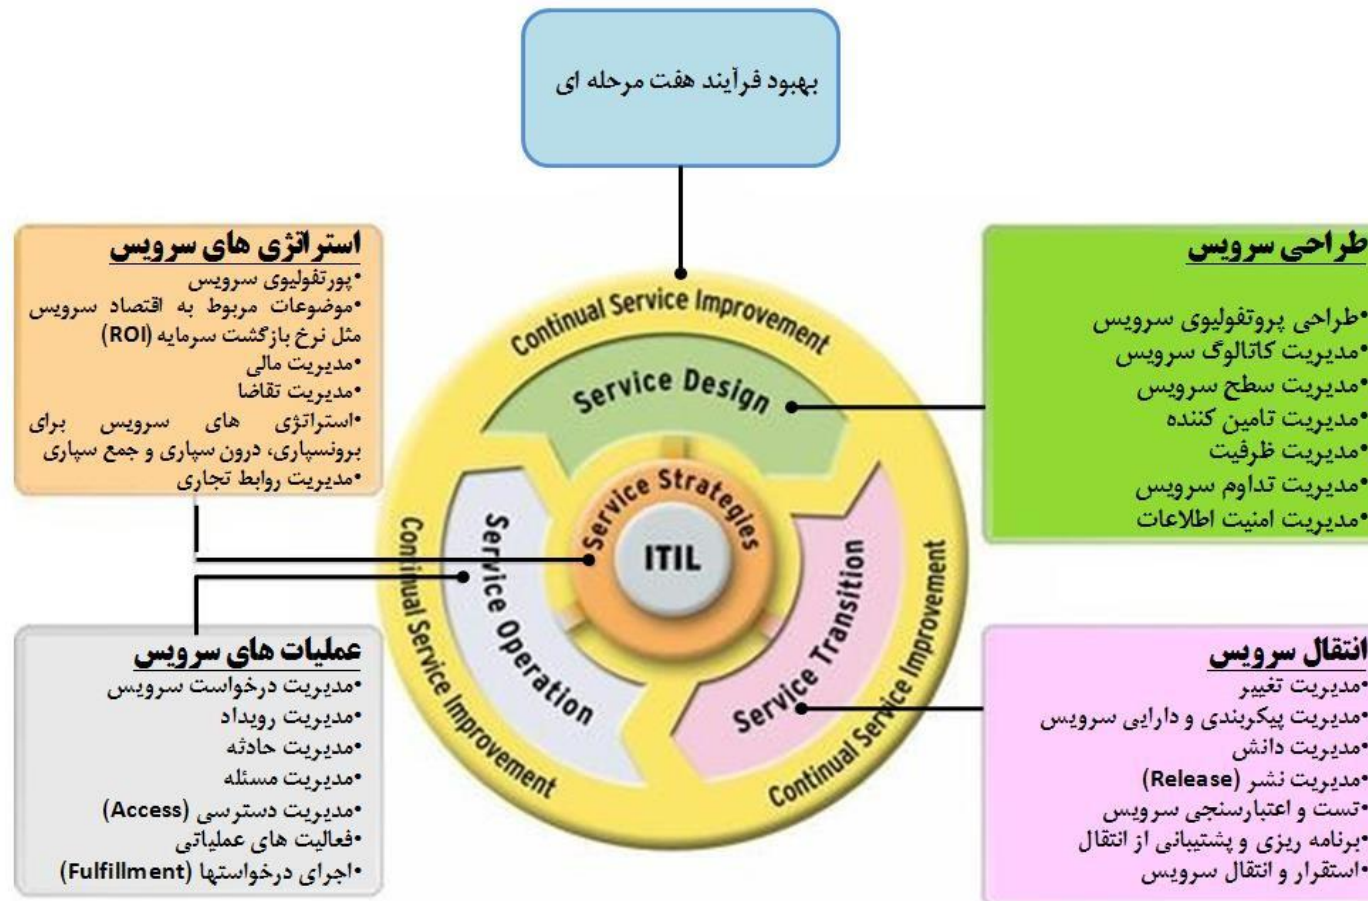 بهبود فرآیند هفت مرحله ای
استراتژی های سرویس
•پورتفولیوی سرویس
•موضوعات مربوط به اقتصاد سرویس
مثل نرخ بازگشت سرمایه (ROI)
•مدیریت مالی
•مدیریت تقاضا
•استراتژی های سرویس برای
برونسپاری، درون سپاری و جمع سپاری
•مدیریت روابط تجاری
طراحی سرویس
•طراحی پروتفولیوی سرویس
•مدیریت کاتالوگ سرویس
•مدیریت سطح سرویس
•مدیریت تامین کننده
•مدیریت ظرفیت
•مدیریت تداوم سرویس
•مدیریت امنیت اطلاعات
Continual Service Improvement
Service Design
Service Strategies
ITIL
Service Operation
Service Transition
Continual Service Improvement
Continual Service Improvement
عملیات های سرویس
•مدیریت درخواست سرویس
•مدیریت رویداد
•مدیریت حادثه
•مدیریت مسئله
•مدیریت دسترسی (Access)
•فعالیت های عملیاتی
•اجرای درخواستها (Fulfillment)
انتقال سرویس
•مدیریت تغییر
•مدیریت پیکربندی و دارایی سرویس
•مدیریت دانش
•مدیریت نشر (Release)
•تست و اعتبارسنجی سرویس
•برنامه ریزی و پشتیبانی از انتقال
•استقرار و انتقال سرویس